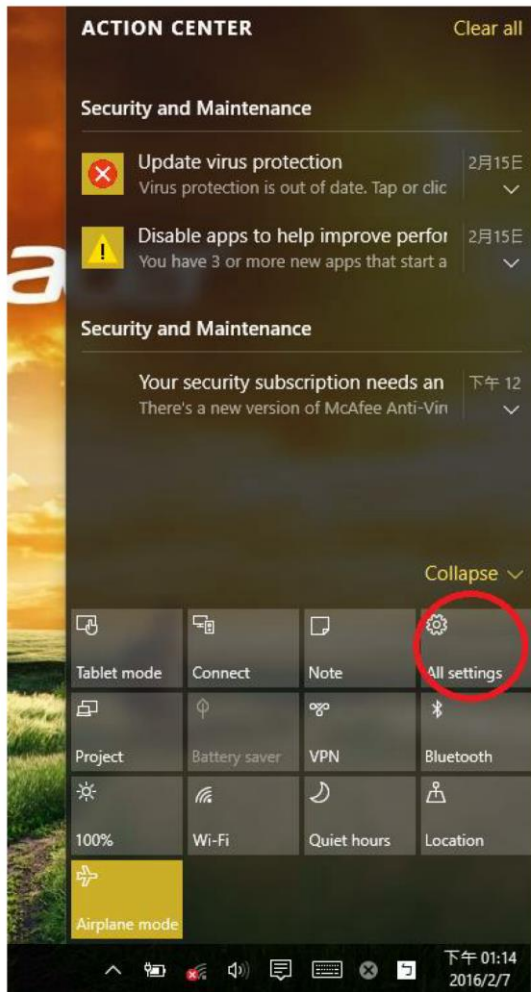 ACTION CENTER
Clear all
Security and Maintenance
Update virus protection
2月15日
Virus protection is out of date. Tap or clic
Disable apps to help improve perfor
2月15日
You have 3 or more new apps that start a
Security and Maintenance
Your security subscription needs an
下午 12
There's a new version of McAfee Anti-Viru
Collapse
Tablet mode
Connect
Note
All settings
Project
Battery saver
VPN
Bluetooth
100%
Wi-Fi
Quiet hours
Location
Airplane mode
下午 01:14
2016/2/7